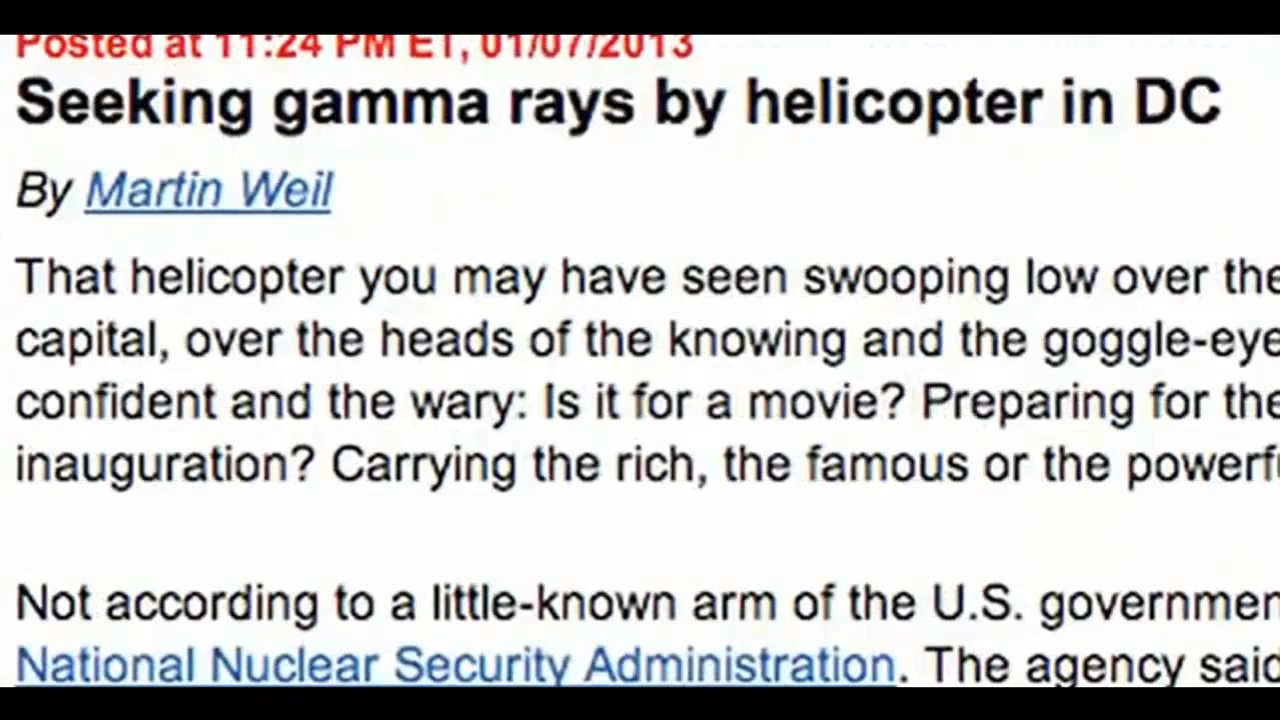 Posted at 11:24 PM ET, 01/07/2013
Seeking gamma rays by helicopter in DC
By Martin Weil
That helicopter you may have seen swooping low over the
capital, over the heads of the knowing and the goggle-eye
confident and the wary: Is it for a movie? Preparing for the
inauguration? Carrying the rich, the famous or the powerfu
Not according to a little-known arm of the U.S. governmen
National Nuclear Security Administration. The agency said